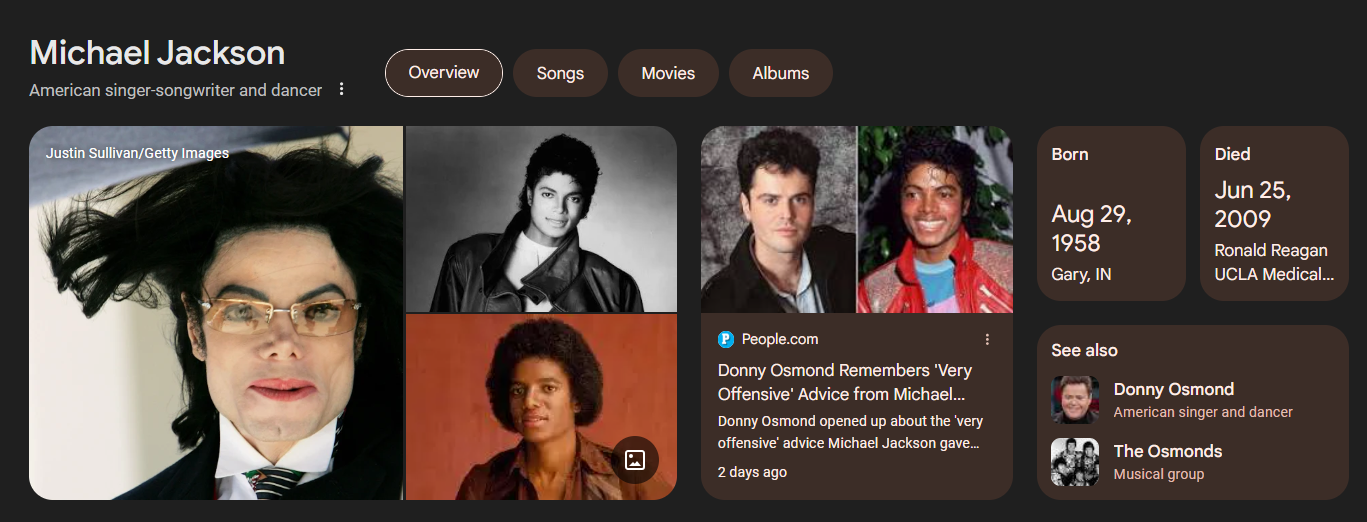 Michael Jackson
American singer-songwriter and dancer
Overview
Songs
Movies
Albums
Justin Sullivan/Getty Images
P People.com
Donny Osmond Remembers 'Very
Offensive' Advice from Michael...
Donny Osmond opened up about the 'very
offensive' advice Michael Jackson gave...
2 days ago
Born
Aug 29,
1958
Gary, IN
Died
Jun 25,
2009
Ronald Reagan
UCLA Medical...
See also
Donny Osmond
American singer and dancer
The Osmonds
Musical group